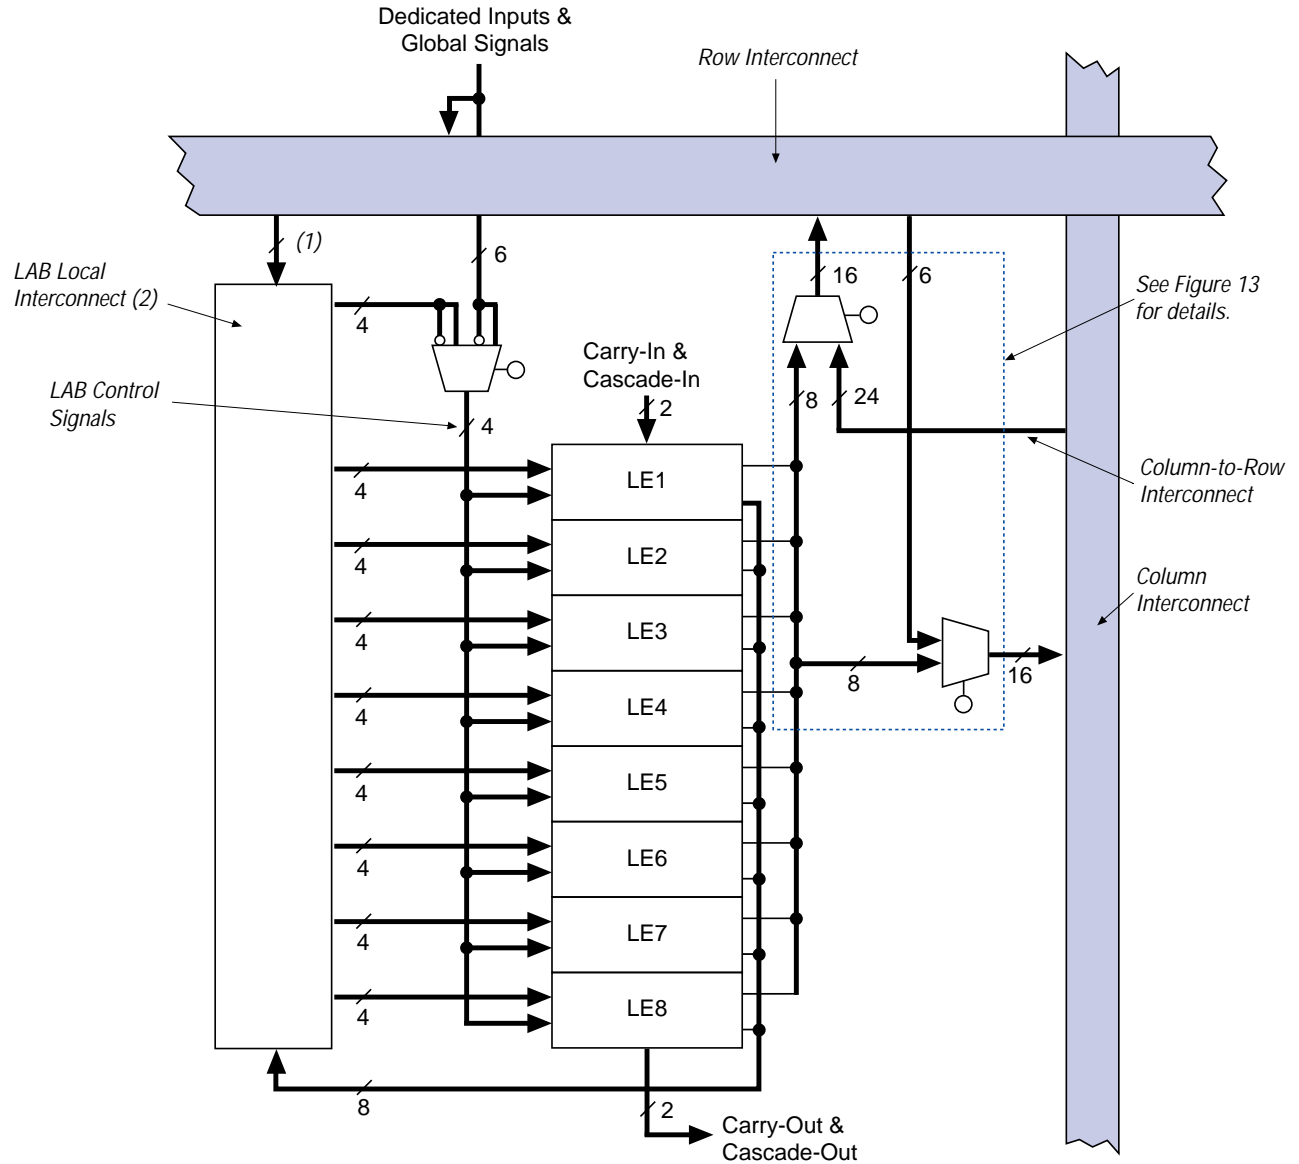 Dedicated Inputs &
Global Signals
Row Interconnect
(1)
6
16
6
LAB Local
Interconnect (2)
See Figure 13
for details.
4
Carry-In &
Cascade-In
LAB Control
Signals
2
8
24
4
Column-to-Row
Interconnect
LE1
4
LE2
4
Column
Interconnect
LE3
4
8
16
LE4
4
LE5
4
LE6
4
LE7
4
LE8
4
8
2
Carry-Out &
Cascade-Out